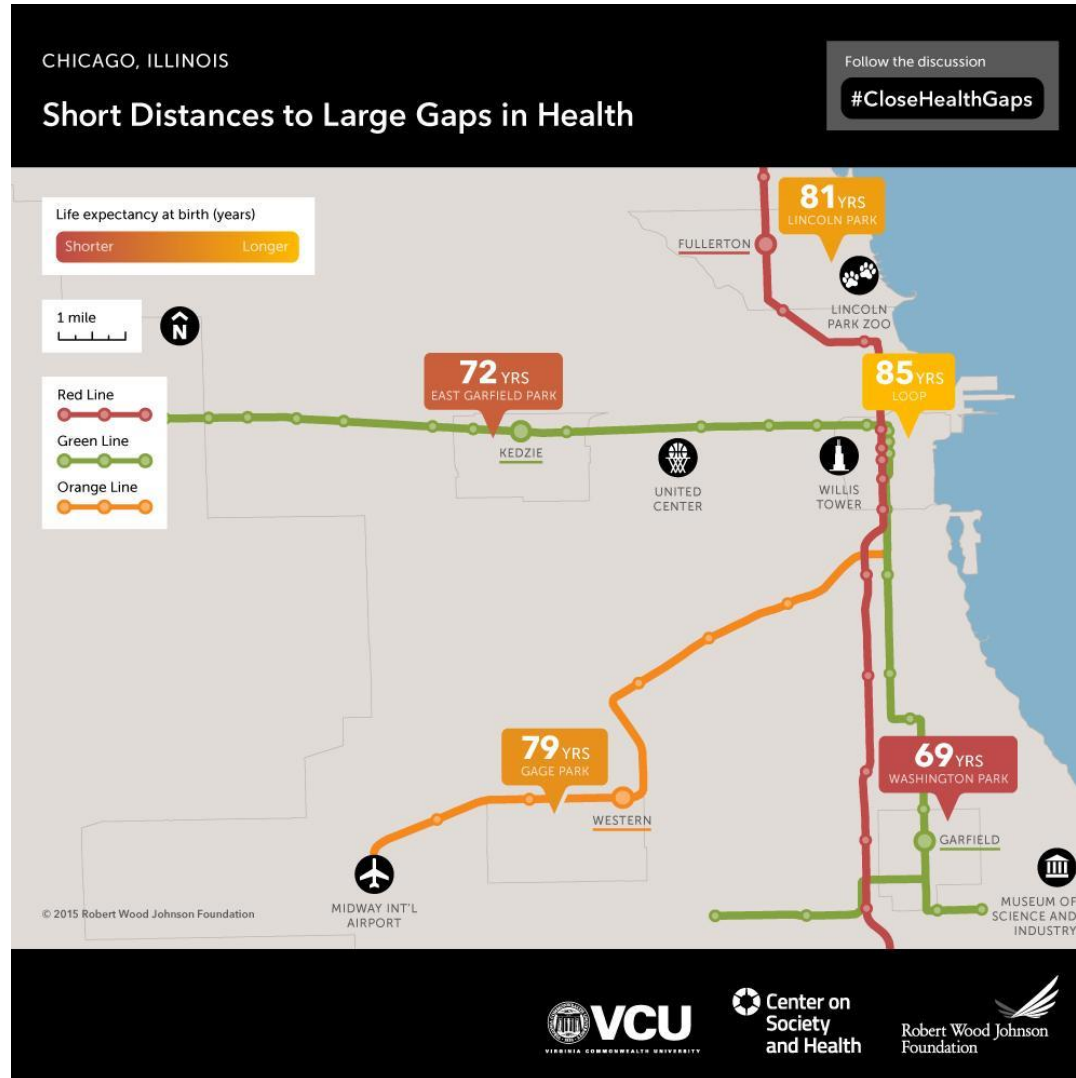 CHICAGO, ILLINOIS
Short Distances to Large Gaps in Health
Follow the discussion
#CloseHealthGaps
Life expectancy at birth (years)
Shorter Longer
1 mile
N
Red Line
Green Line
Orange Line
81 YRS
LINCOLN PARK
FULLERTON
LINCOLN
PARK ZOO
72 YRS
EAST GARFIELD PARK
85 YRS
LOOP
KEDZIE
UNITED
CENTER
WILLIS
TOWER
79 YRS
GAGE PARK
WESTERN
69 YRS
WASHINGTON PARK
GARFIELD
MIDWAY INT'L
AIRPORT
MUSEUM OF
SCIENCE AND
INDUSTRY
© 2015 Robert Wood Johnson Foundation
VCU
VIRGINIA COMMONWEALTH UNIVERSITY
Center on
Society
and Health
Robert Wood Johnson
Foundation